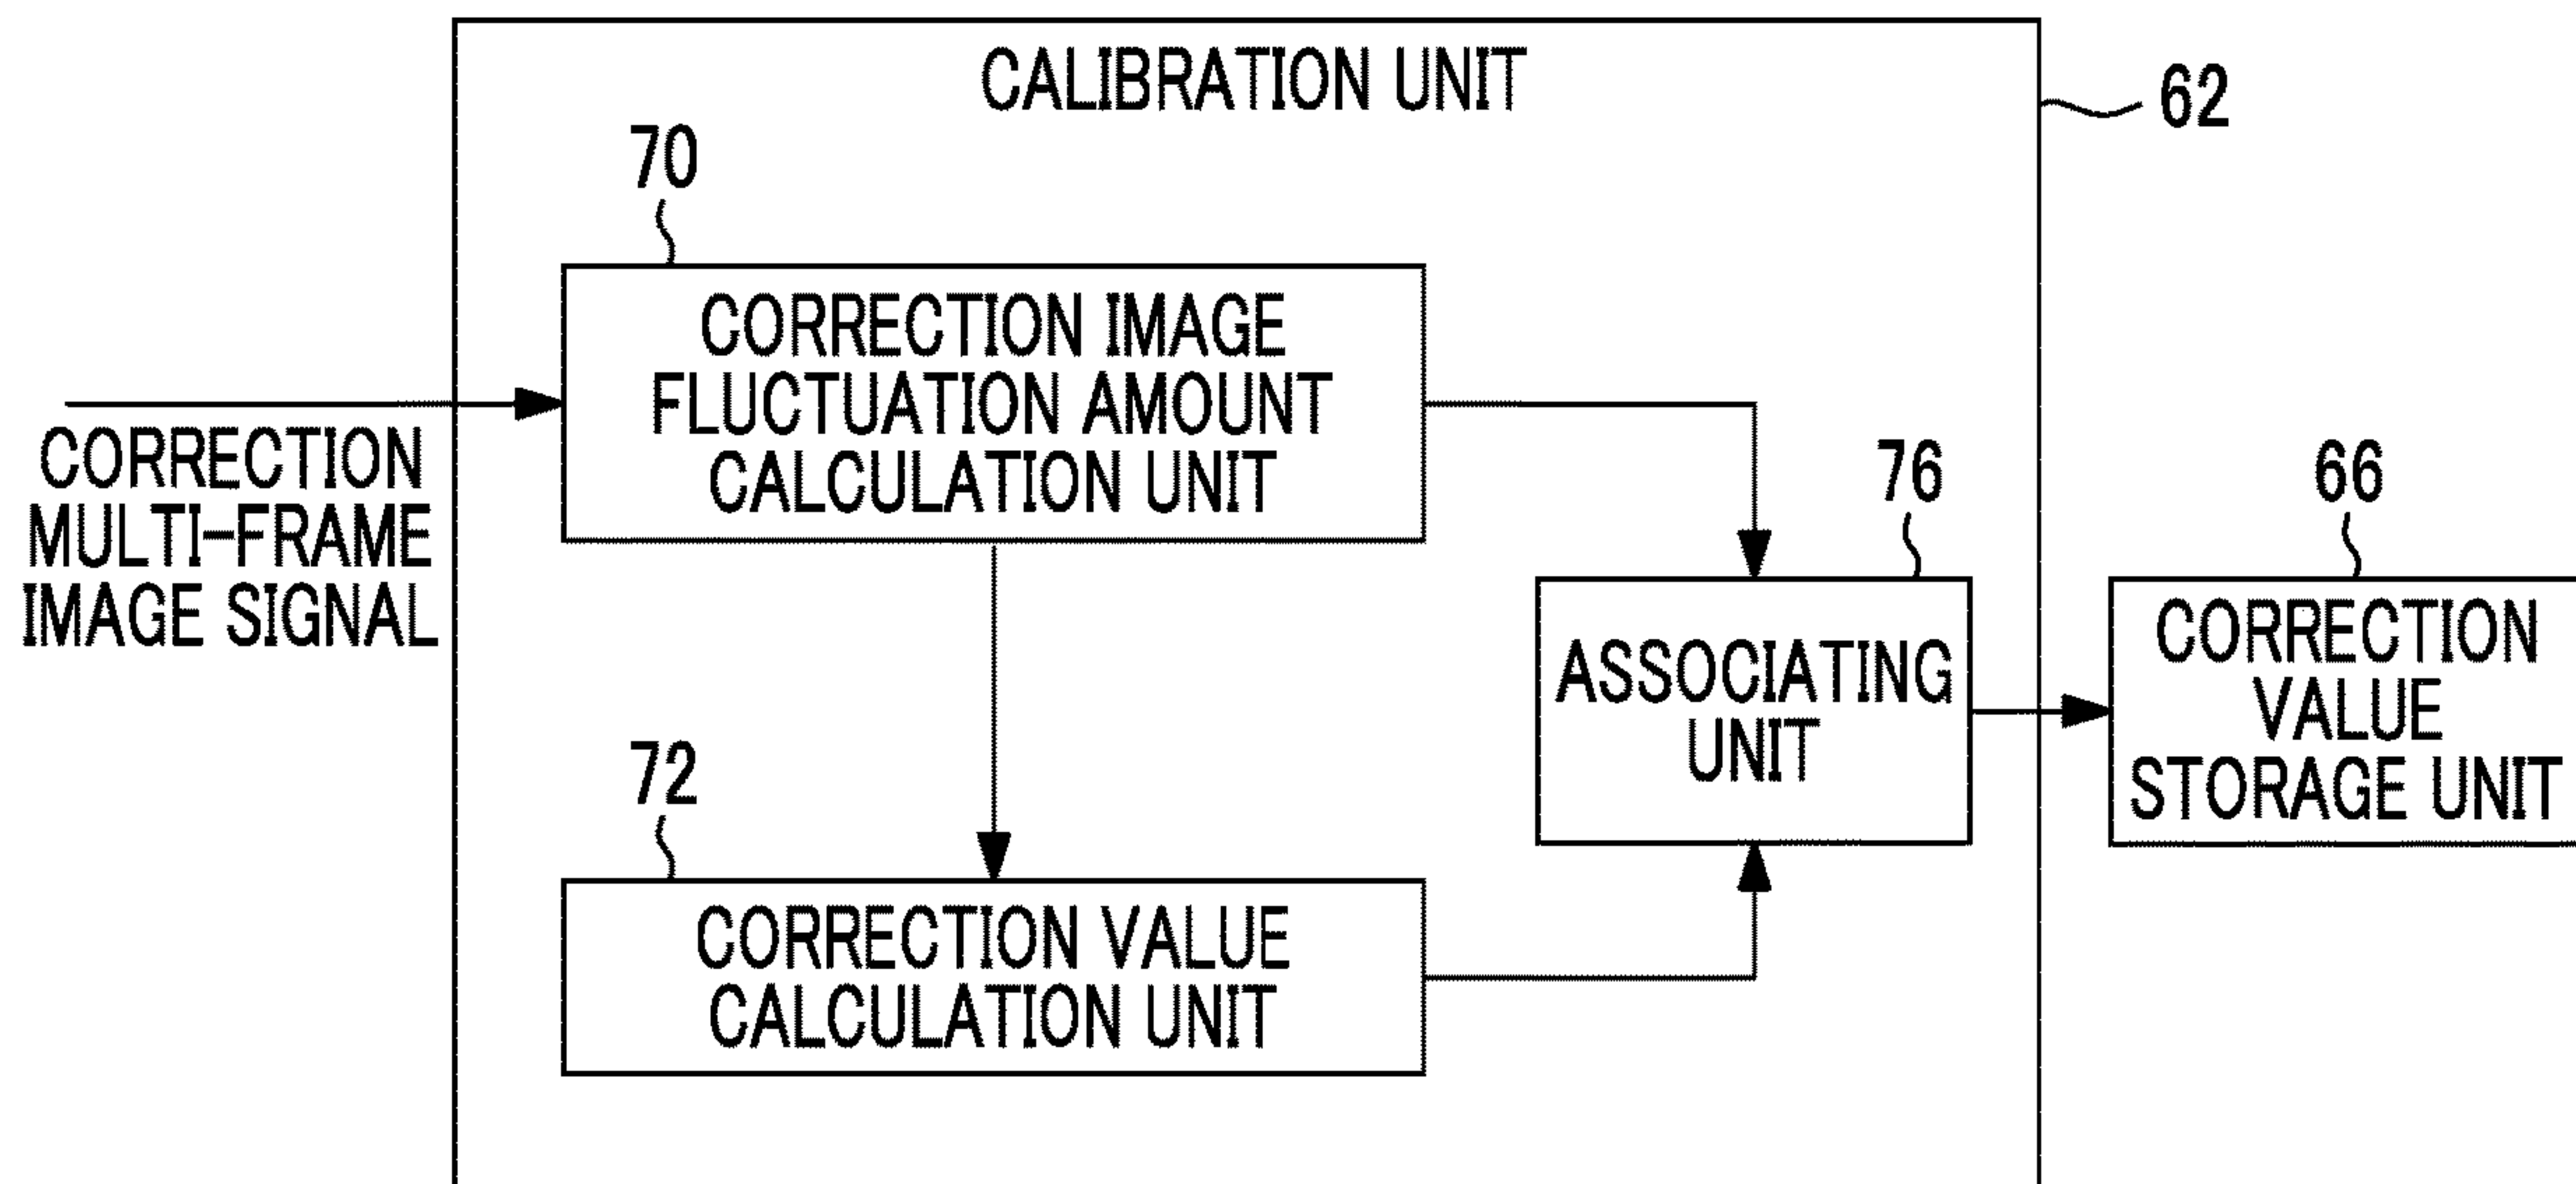 CALIBRATION UNIT
62
70
CORRECTION IMAGE
FLUCTUATION AMOUNT
CALCULATION UNIT
CORRECTION
MULTI-FRAME
IMAGE SIGNAL
76
ASSOCIATING
UNIT
66
CORRECTION
VALUE
STORAGE UNIT
72
CORRECTION VALUE
CALCULATION UNIT